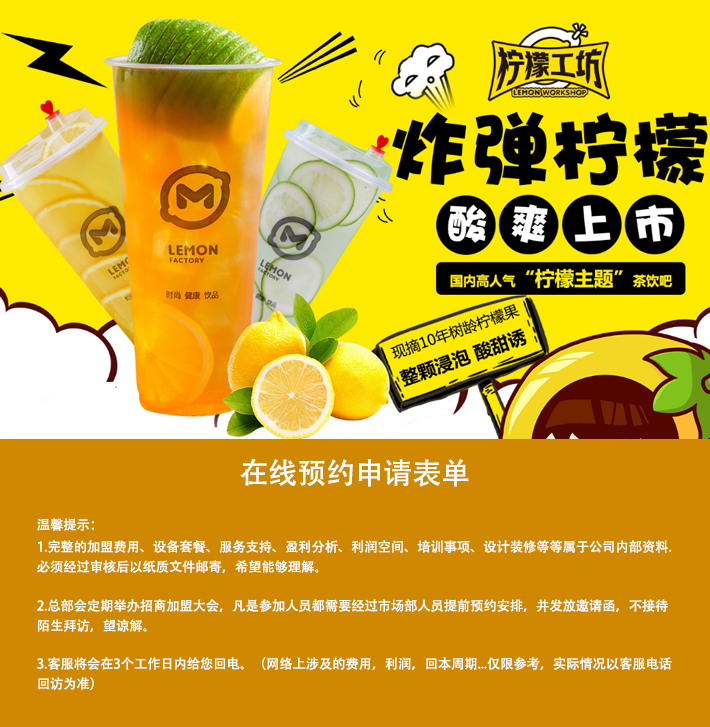 柠檬工坊
LEMON WORKSHOP
炸弹柠檬
酸爽上市
国内高人气“柠檬主题”茶饮吧
现摘10年树龄柠檬果
整颗浸泡 酸甜诱
LEMON
FACTORY
时尚 健康 饮品
LEMON
FACTORY
LEMON
FACTORY
在线预约申请表单
温馨提示：
1.完整的加盟费用、设备套餐、服务支持、盈利分析、利润空间、培训事项、设计装修等等属于公司内部资料.
必须经过审核后以纸质文件邮寄，希望能够理解。
2.总部会定期举办招商加盟大会，凡是参加人员都需要经过市场部人员提前预约安排，并发放邀请函，不接待
陌生拜访，望谅解。
3.客服将会在3个工作日内给您回电。（网络上涉及的费用，利润，回本周期...仅限参考，实际情况以客服电话
回访为准）